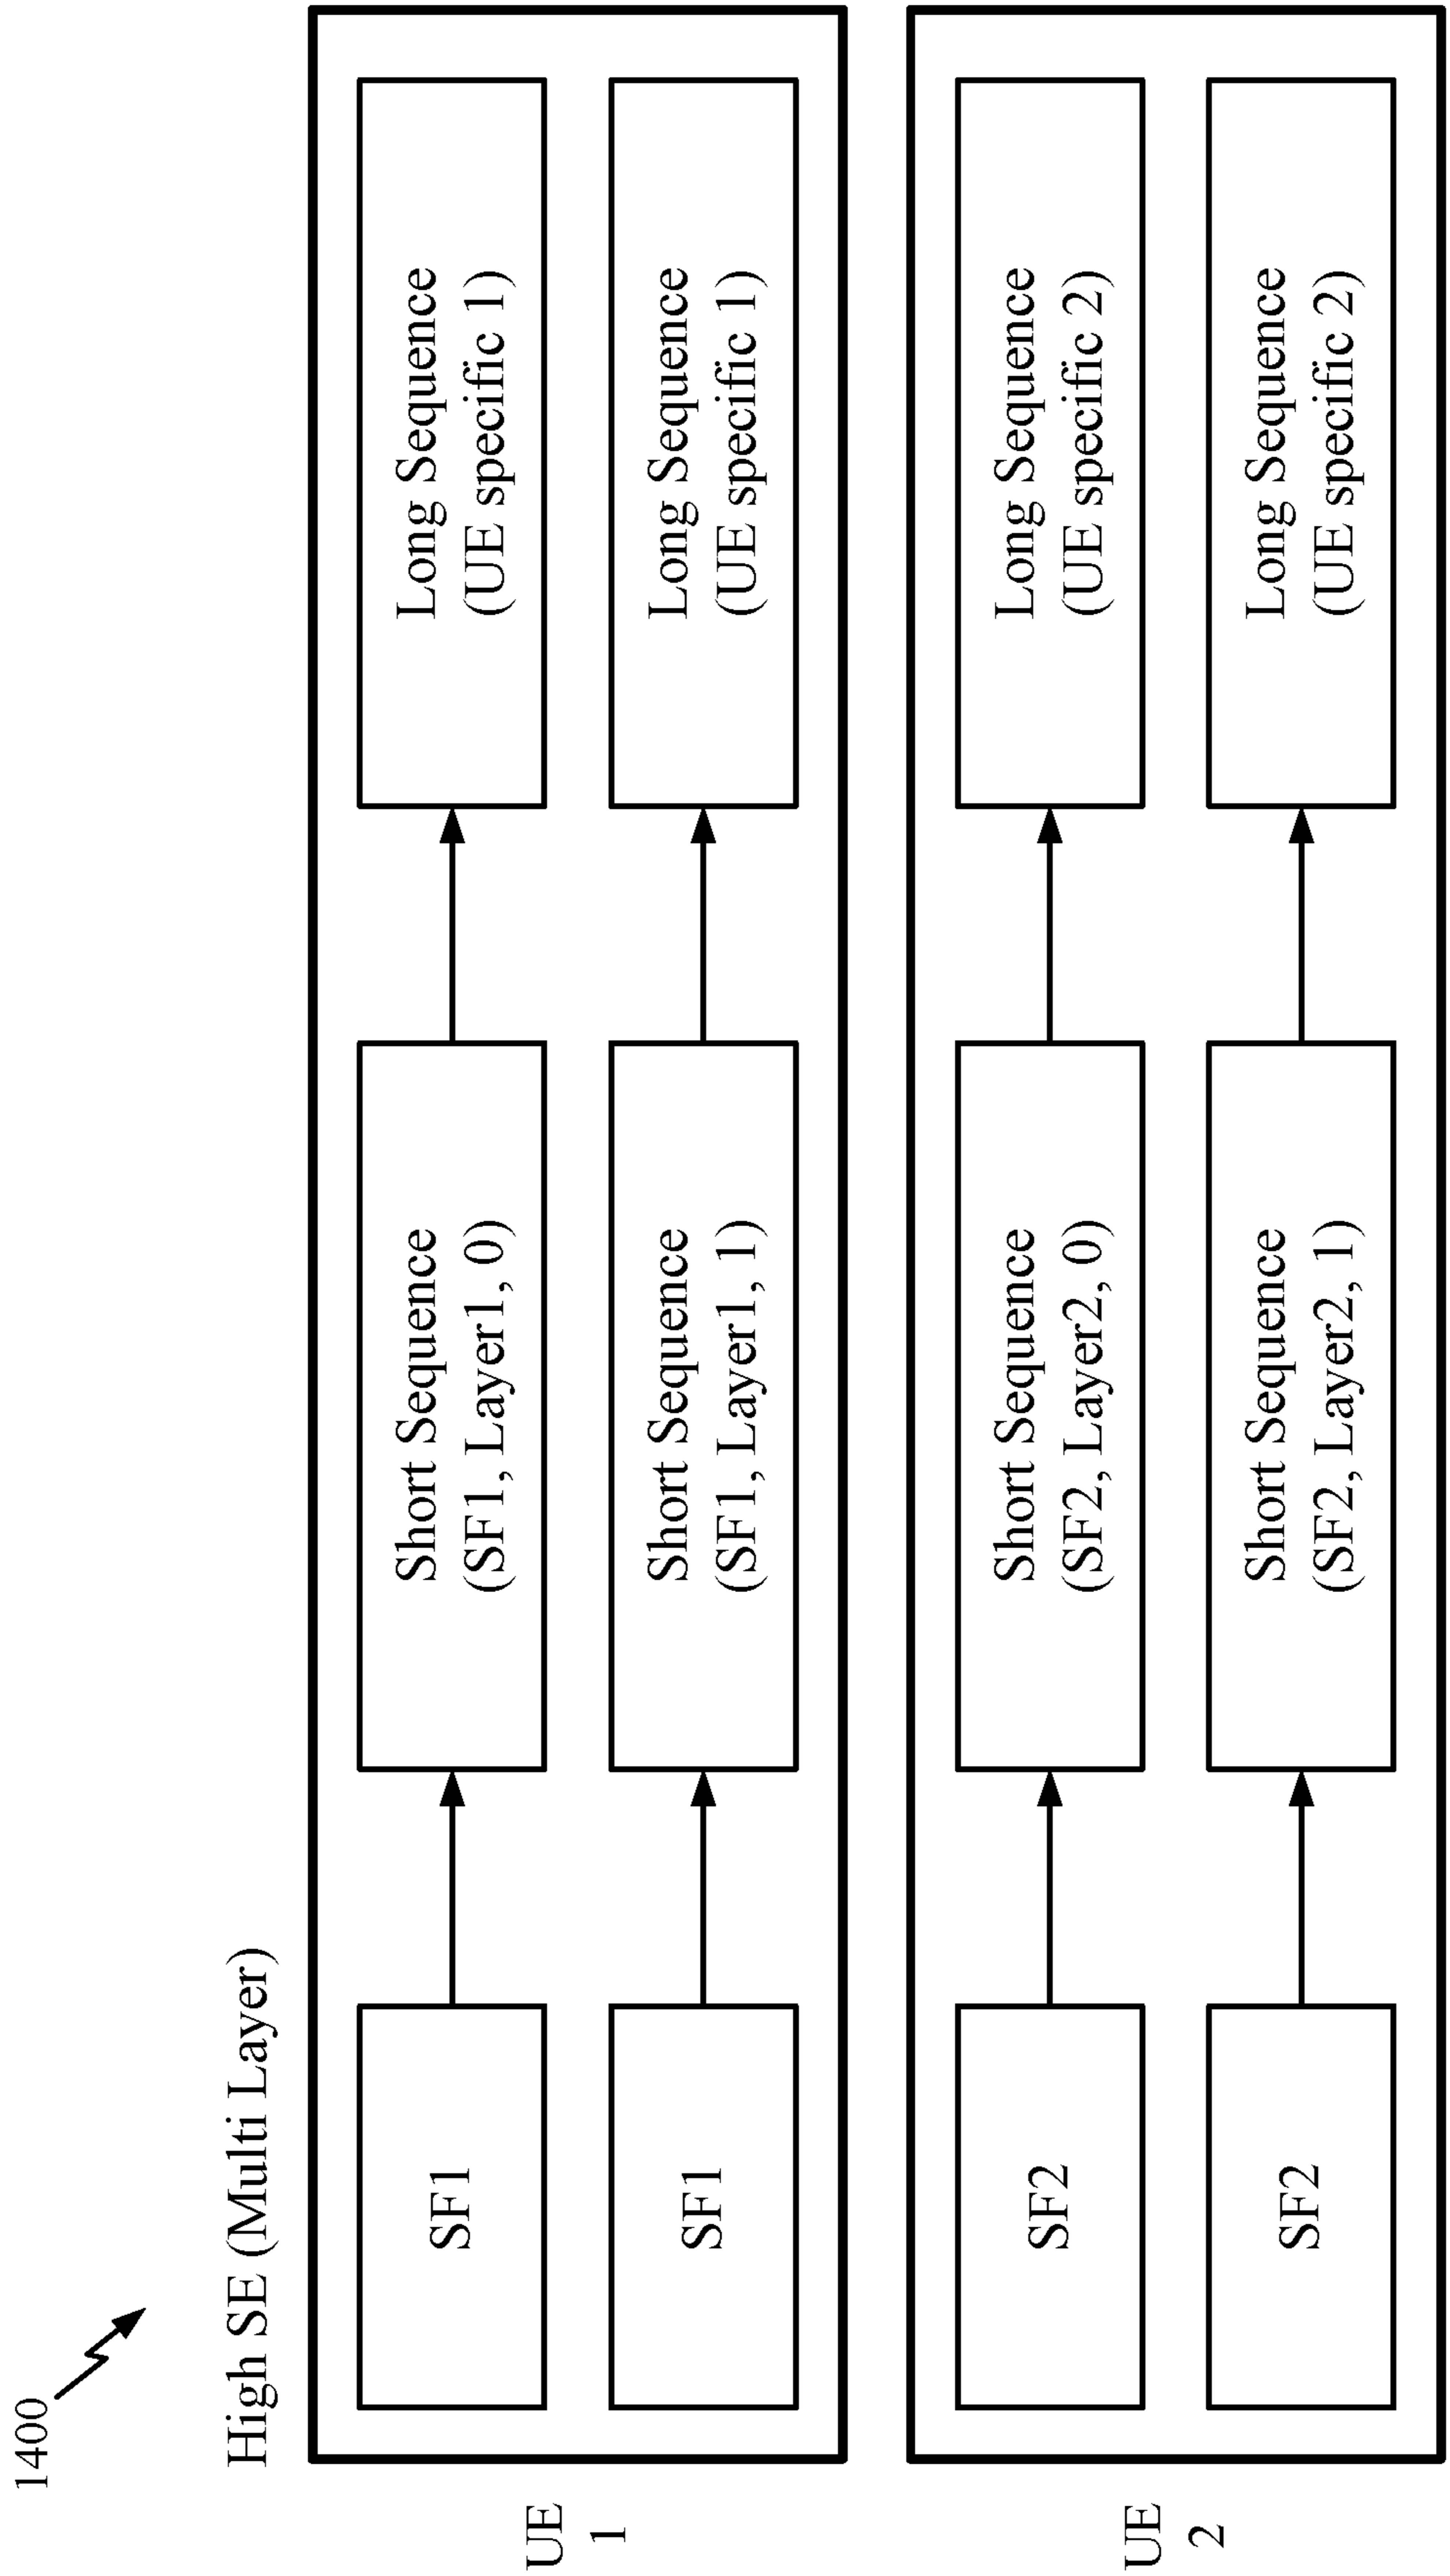 1400
High SE (Multi Layer)
UE
1
SF1
Short Sequence
(SF1, Layer1, 0)
Long Sequence
(UE specific 1)
SF1
Short Sequence
(SF1, Layer1, 1)
Long Sequence
(UE specific 1)
UE
2
SF2
Short Sequence
(SF2, Layer2, 0)
Long Sequence
(UE specific 2)
SF2
Short Sequence
(SF2, Layer2, 1)
Long Sequence
(UE specific 2)